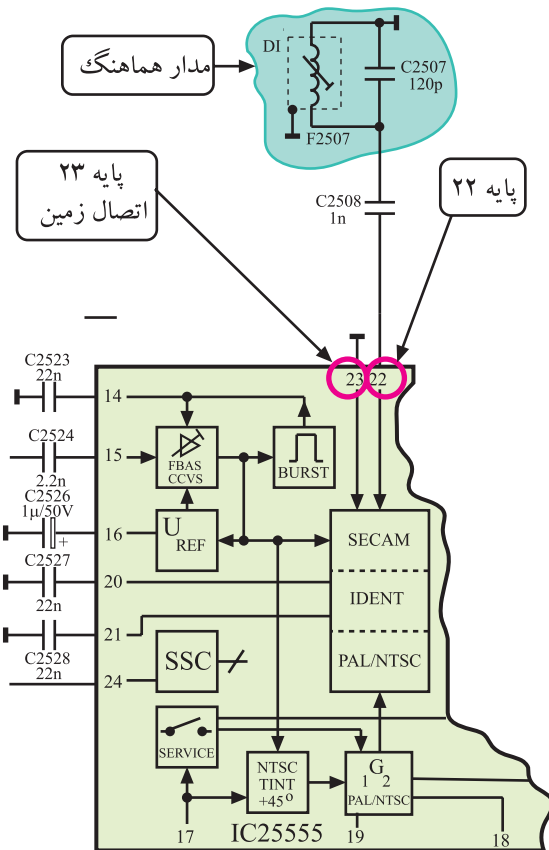 مدار هماهنگ
DI
C2507
120p
F2507
پایه ۲۳
اتصال زمین
پایه ۲۲
C2508
1n
C2523
22n
14
23
22
C2524
15
FBAS
CCVS
BURST
2.2n
C2526
1µ/50V
+
16
U
REF
SECAM
C2527
20
22n
IDENT
21
C2528
22n
SSC
PAL/NTSC
24
SERVICE
NTSC
TINT
+45°
G
1 2
PAL/NTSC
17
IC25555
19
18